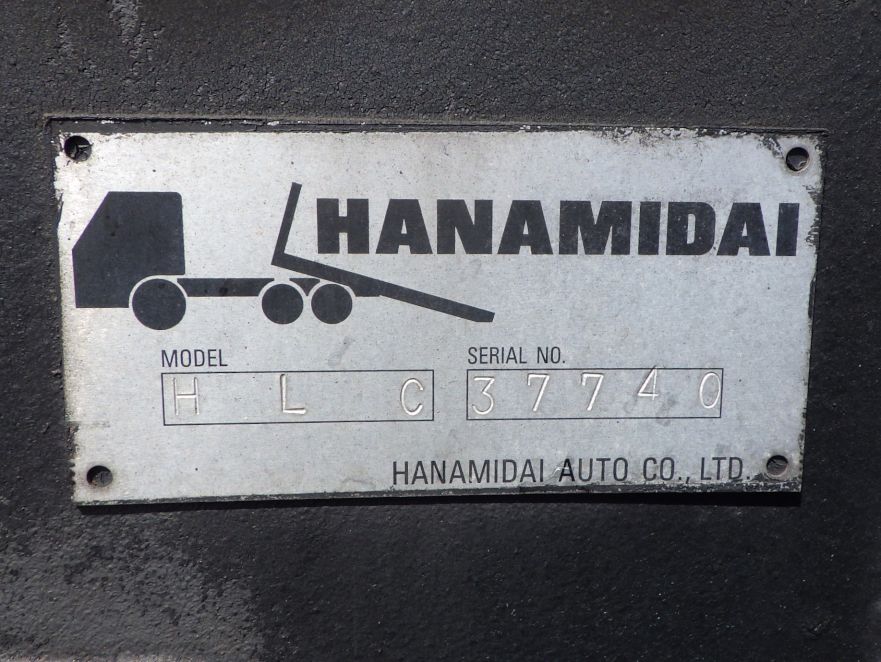 HANAMIDAI
MODEL SERIAL NO.
H L C 37740
HANAMIDAI AUTO CO., LTD.